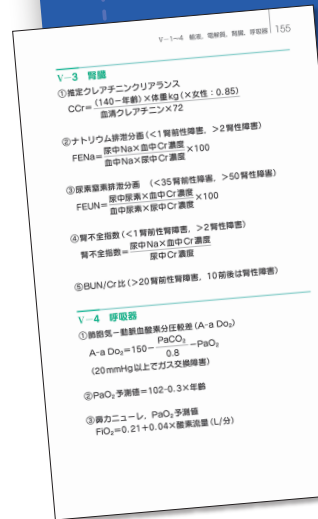 V-1〜4 輸液，電解質，腎臓，呼吸器 155
V-3 腎臓
①推定クレアチニンクリアランス
CCr=(140−年齢)×体重kg(×女性：0.85)
血清クレアチニン×72
②ナトリウム排泄分画(<1腎前性障害，>2腎性障害)
FENa=尿中Na×血中Cr濃度×100
血中Na×尿中Cr濃度
③尿素窒素排泄分画 (<35腎前性障害，>50腎性障害)
FEUN=尿中尿素×血中Cr濃度×100
血中尿素×尿中Cr濃度
④腎不全指数(<1腎前性腎障害，>2腎性障害)
腎不全指数=尿中Na×血中Cr濃度
尿中Cr濃度
⑤BUN/Cr比(>20腎前性腎障害，10前後は腎性障害)
V-4 呼吸器
①肺胞気−動脈血酸素分圧較差(A-a Do₂)
A-a Do₂=150−PaCO₂−PaO₂
0.8
(20mmHg以上でガス交換障害)
②PaO₂予測値=102-0.3×年齢
③鼻カニューレ，PaO₂予測値
FiO₂=0.21+0.04×酸素流量(L/分)